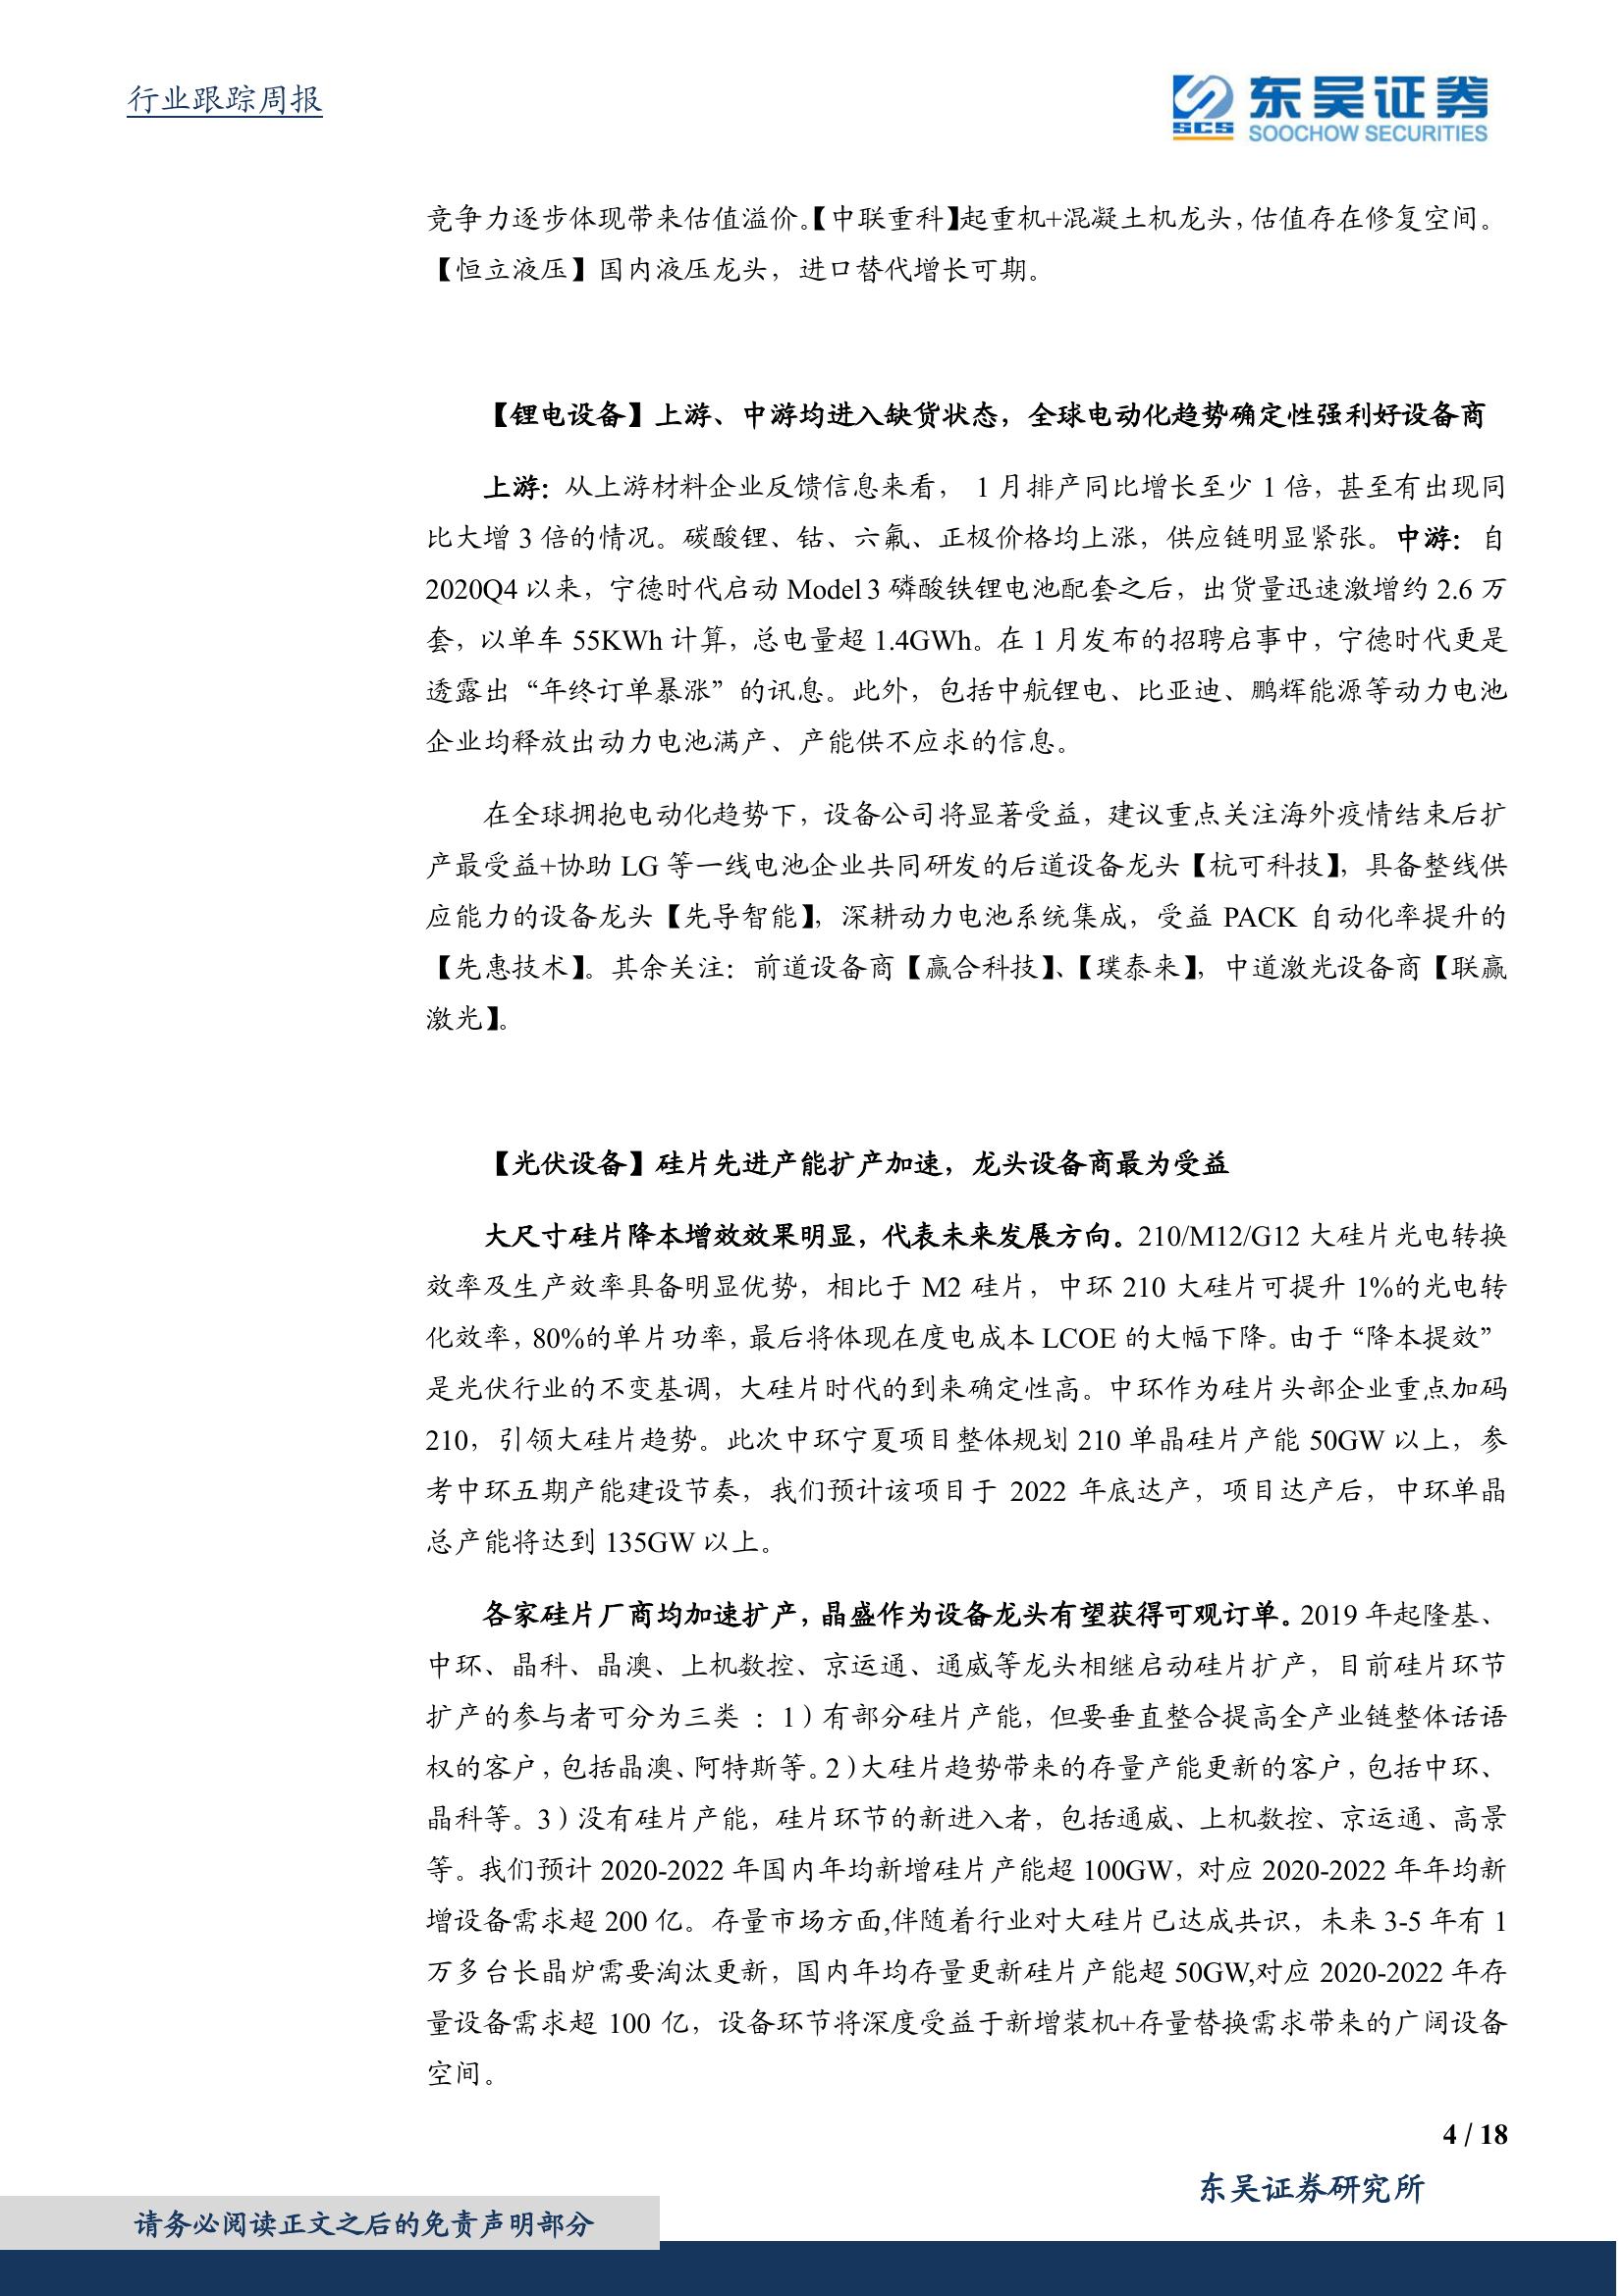 行业跟踪周报
SCS 东吴证券
SOOCHOW SECURITIES
竞争力逐步体现带来估值溢价。【中联重科】起重机+混凝土机龙头，估值存在修复空间。
【恒立液压】国内液压龙头，进口替代增长可期。
【锂电设备】上游、中游均进入缺货状态，全球电动化趋势确定性强利好设备商
上游：从上游材料企业反馈信息来看， 1 月排产同比增长至少 1 倍，甚至有出现同
比大增 3 倍的情况。碳酸锂、钴、六氟、正极价格均上涨，供应链明显紧张。中游：自
2020Q4 以来，宁德时代启动 Model 3 磷酸铁锂电池配套之后，出货量迅速激增约 2.6 万
套，以单车 55KWh 计算，总电量超 1.4GWh。在 1 月发布的招聘启事中，宁德时代更是
透露出“年终订单暴涨”的讯息。此外，包括中航锂电、比亚迪、鹏辉能源等动力电池
企业均释放出动力电池满产、产能供不应求的信息。
在全球拥抱电动化趋势下，设备公司将显著受益，建议重点关注海外疫情结束后扩
产最受益+协助 LG 等一线电池企业共同研发的后道设备龙头【杭可科技】，具备整线供
应能力的设备龙头【先导智能】，深耕动力电池系统集成，受益 PACK 自动化率提升的
【先惠技术】。其余关注：前道设备商【赢合科技】、【璞泰来】，中道激光设备商【联赢
激光】。
【光伏设备】硅片先进产能扩产加速，龙头设备商最为受益
大尺寸硅片降本增效效果明显，代表未来发展方向。210/M12/G12 大硅片光电转换
效率及生产效率具备明显优势，相比于 M2 硅片，中环 210 大硅片可提升 1%的光电转
化效率，80%的单片功率，最后将体现在度电成本 LCOE 的大幅下降。由于“降本提效”
是光伏行业的不变基调，大硅片时代的到来确定性高。中环作为硅片头部企业重点加码
210，引领大硅片趋势。此次中环宁夏项目整体规划 210 单晶硅片产能 50GW 以上，参
考中环五期产能建设节奏，我们预计该项目于 2022 年底达产，项目达产后，中环单晶
总产能将达到 135GW 以上。
各家硅片厂商均加速扩产，晶盛作为设备龙头有望获得可观订单。2019 年起隆基、
中环、晶科、晶澳、上机数控、京运通、通威等龙头相继启动硅片扩产，目前硅片环节
扩产的参与者可分为三类 ：1）有部分硅片产能，但要垂直整合提高全产业链整体话语
权的客户，包括晶澳、阿特斯等。2）大硅片趋势带来的存量产能更新的客户，包括中环、
晶科等。3）没有硅片产能，硅片环节的新进入者，包括通威、上机数控、京运通、高景
等。我们预计 2020-2022 年国内年均新增硅片产能超 100GW，对应 2020-2022 年年均新
增设备需求超 200 亿。存量市场方面,伴随着行业对大硅片已达成共识，未来 3-5 年有 1
万多台长晶炉需要淘汰更新，国内年均存量更新硅片产能超 50GW,对应 2020-2022 年存
量设备需求超 100 亿，设备环节将深度受益于新增装机+存量替换需求带来的广阔设备
空间。
4 / 18
东吴证券研究所
请务必阅读正文之后的免责声明部分